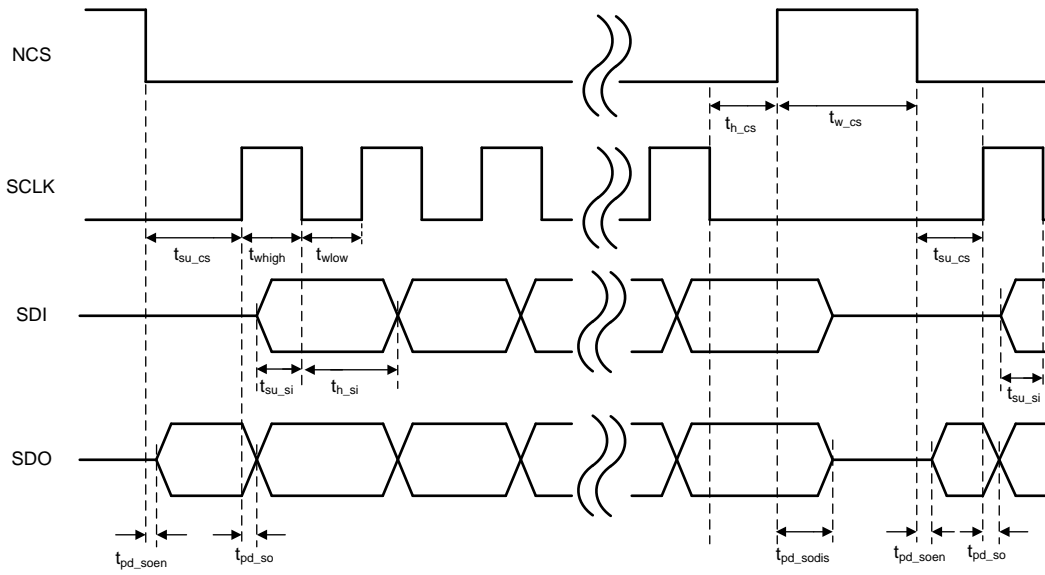 NCS
t_h_cs
t_w_cs
SCLK
t_su_cs
t_whigh
t_wlow
t_su_cs
SDI
t_su_si
t_h_si
t_su_si
SDO
t_pd_soen
t_pd_so
t_pd_sodis
t_pd_soen
t_pd_so